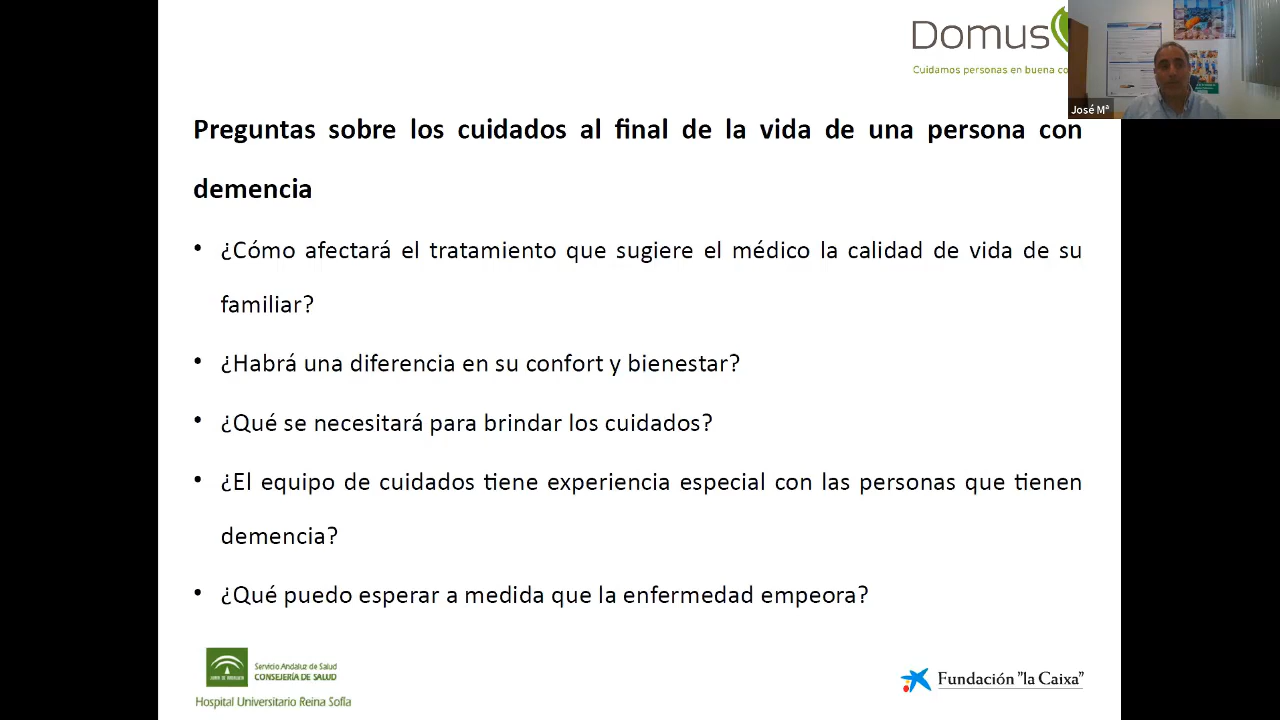 Domus
Cuidamos personas en buena
José Mª
Preguntas sobre los cuidados al final de la vida de una persona con
demencia
• ¿Cómo afectará el tratamiento que sugiere el médico la calidad de vida de su
familiar?
• ¿Habrá una diferencia en su confort y bienestar?
• ¿Qué se necesitará para brindar los cuidados?
• ¿El equipo de cuidados tiene experiencia especial con las personas que tienen
demencia?
• ¿Qué puedo esperar a medida que la enfermedad empeora?
Servicio Andaluz de Salud
CONSEJERÍA DE SALUD
Hospital Universitario Reina Sofía
Fundación "la Caixa"